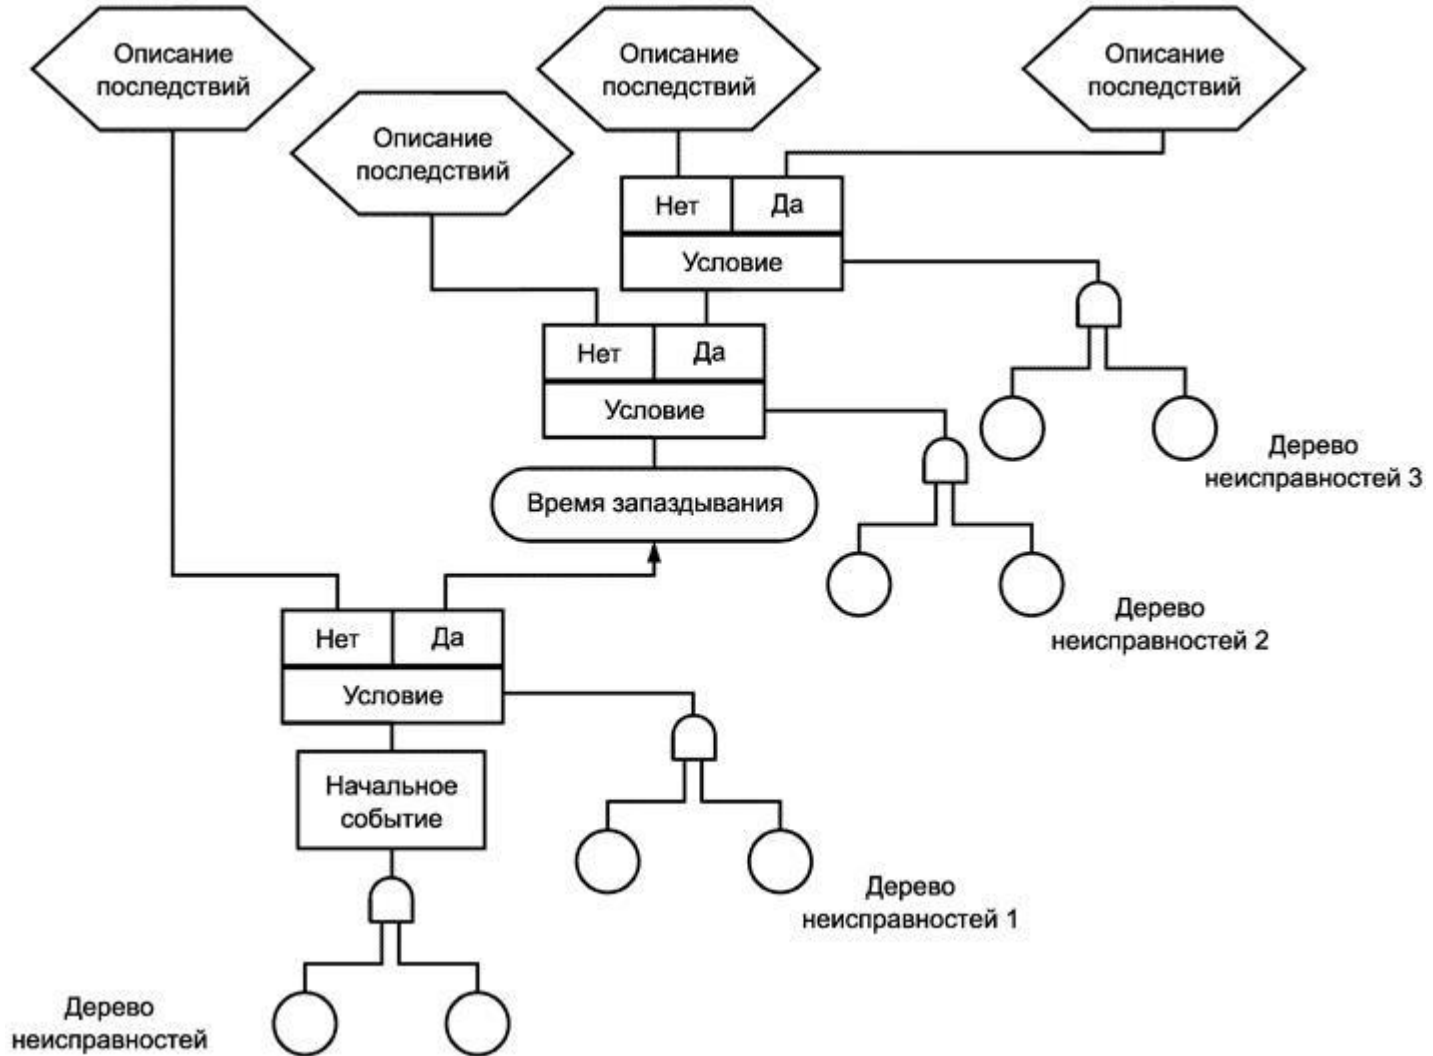 Описание
последствий
Описание
последствий
Описание
последствий
Описание
последствий
Нет
Да
Условие
Нет
Да
Условие
Дерево
неисправностей 3
Время запаздывания
Дерево
неисправностей 2
Нет
Да
Условие
Начальное
событие
Дерево
неисправностей 1
Дерево
неисправностей